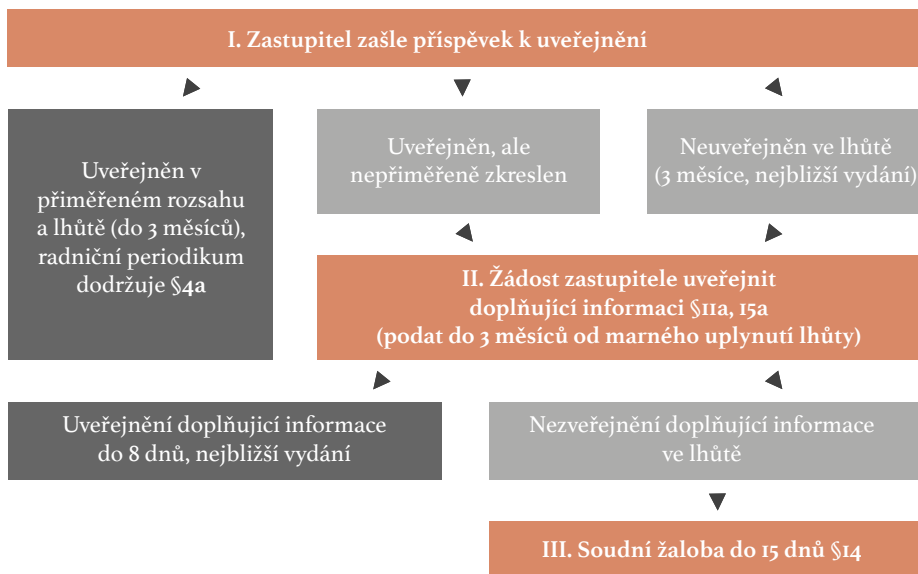 I. Zastupitel zašle příspěvek k uveřejnění
Uveřejněn v
přiměřeném rozsahu
a lhůtě (do 3 měsíců),
radniční periodikum
dodržuje §4a
Uveřejněn, ale
nepřiměřeně zkreslen
Neuveřejněn ve lhůtě
(3 měsíce, nejbližší vydání)
II. Žádost zastupitele uveřejnit
doplňující informaci §11a, 15a
(podat do 3 měsíců od marného uplynutí lhůty)
Uveřejnění doplňujicí informace
do 8 dnů, nejbližší vydání
Nezveřejnění doplňující informace
ve lhůtě
III. Soudní žaloba do 15 dnů §14